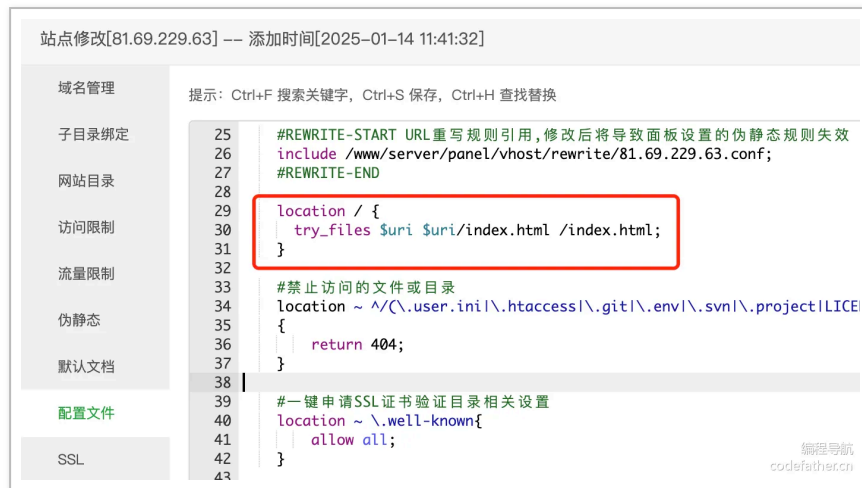 站点修改[81.69.229.63] -- 添加时间[2025-01-14 11:41:32]
域名管理
子目录绑定
网站目录
访问限制
流量限制
伪静态
默认文档
配置文件
SSL
提示：Ctrl+F 搜索关键字，Ctrl+S 保存，Ctrl+H 查找替换
25 #REWRITE-START URL重写规则引用,修改后将导致面板设置的伪静态规则失效
26 include /www/server/panel/vhost/rewrite/81.69.229.63.conf;
27 #REWRITE-END
28
29 location / {
30 try_files $uri $uri/index.html /index.html;
31 }
32
33 #禁止访问的文件或目录
34 location ~ ^/(\.user.ini|\.htaccess|\.git|\.env|\.svn|\.project|LICE
35 {
36 return 404;
37 }
38
39 #一键申请SSL证书验证目录相关设置
40 location ~ \.well-known{
41 allow all;
42 }
43
编程导航
codefather.cn